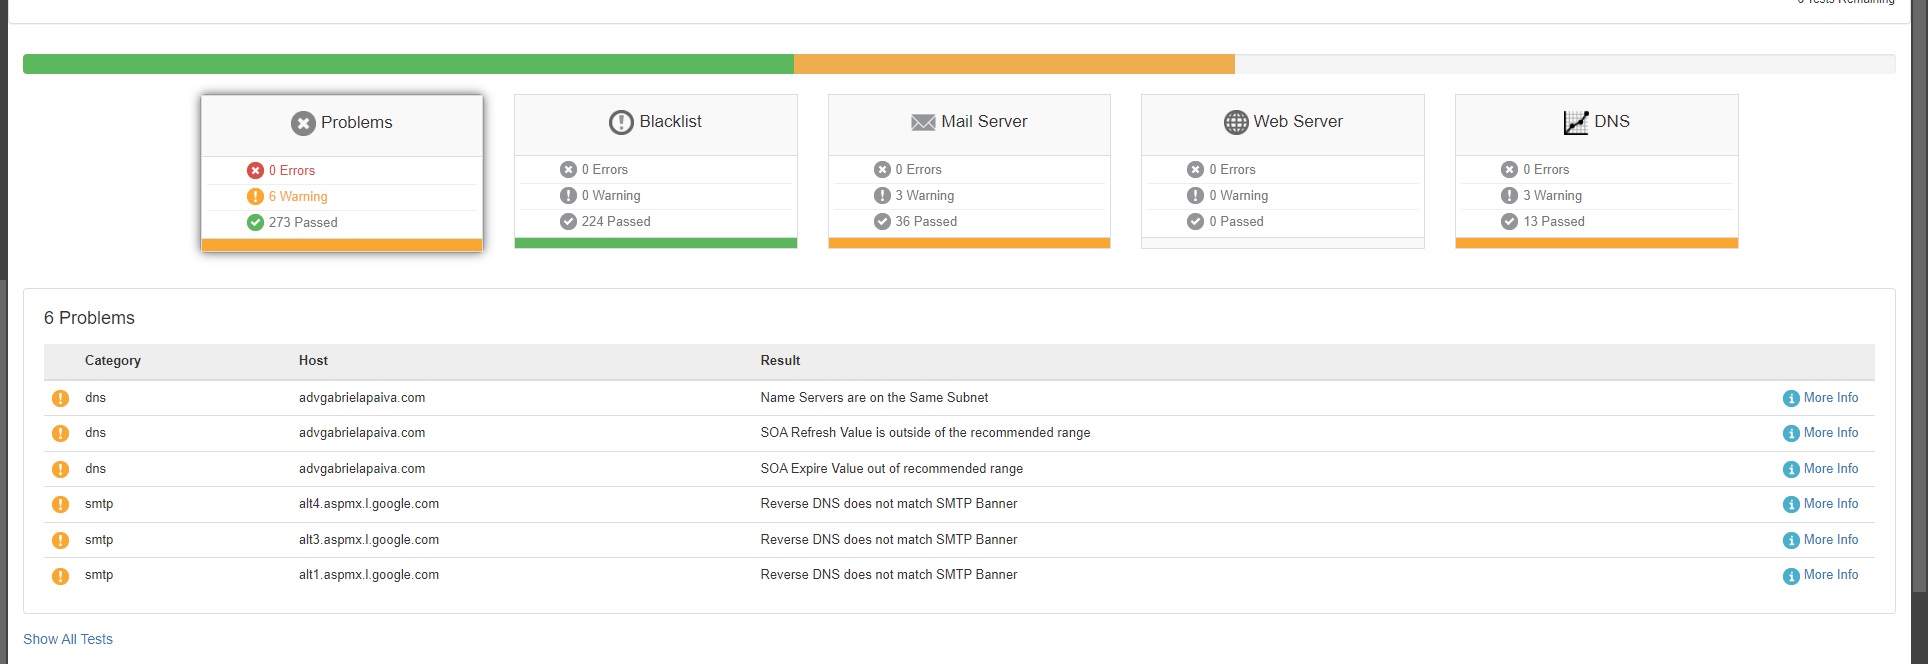 6 Tests Remaining
Problems
0 Errors
6 Warning
273 Passed
Blacklist
0 Errors
0 Warning
224 Passed
Mail Server
0 Errors
3 Warning
36 Passed
Web Server
0 Errors
0 Warning
0 Passed
DNS
0 Errors
3 Warning
13 Passed
6 Problems
Category Host Result
dns advgabrielapaiva.com Name Servers are on the Same Subnet More Info
dns advgabrielapaiva.com SOA Refresh Value is outside of the recommended range More Info
dns advgabrielapaiva.com SOA Expire Value out of recommended range More Info
smtp alt4.aspmx.l.google.com Reverse DNS does not match SMTP Banner More Info
smtp alt3.aspmx.l.google.com Reverse DNS does not match SMTP Banner More Info
smtp alt1.aspmx.l.google.com Reverse DNS does not match SMTP Banner More Info
Show All Tests